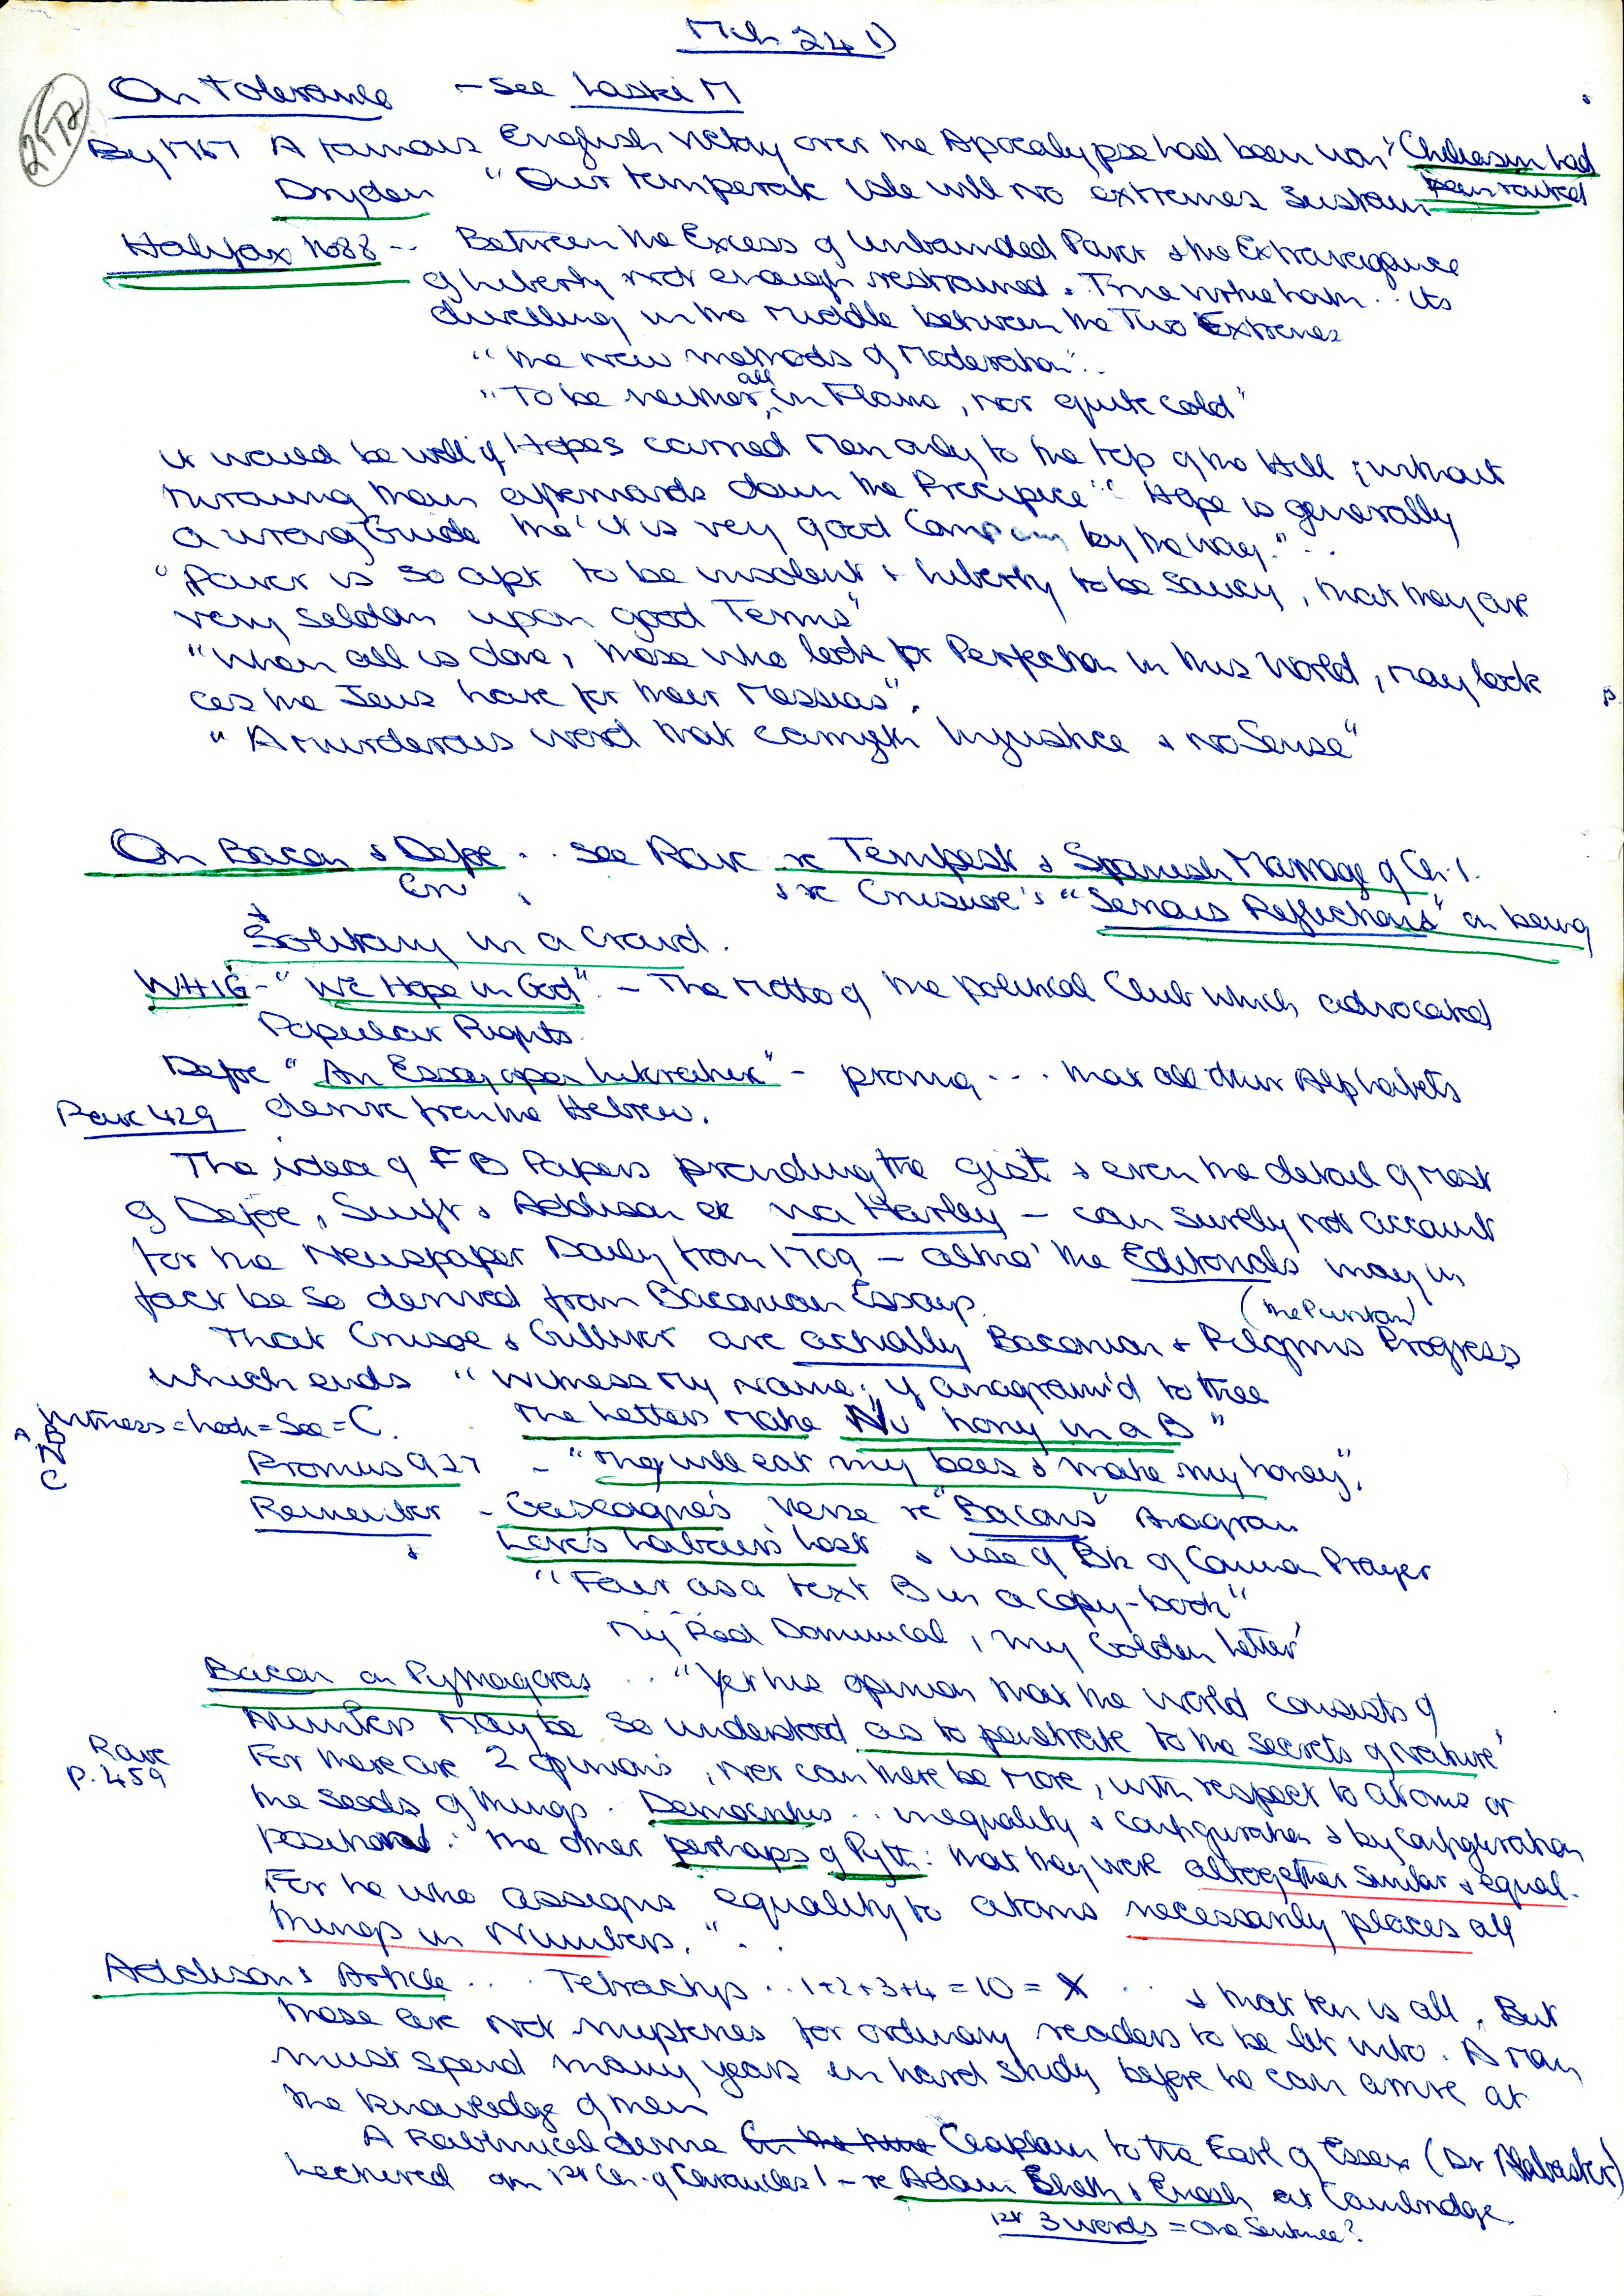 Mch 24 1)
On Tolerance - See Laski M
2172
By 1767 A famous English victory over the Apocalypse had been won' Chiliasm had been routed
Dryden "Our temperate isle will no extremes sustain
Halifax 1688 -- Between the Excess of Unbounded Power & the Extravagance
of Liberty not enough restrained. True virtue hath .. its
dwelling in the Middle between the Two Extremes
"The new methods of Moderation"..
"To be neither all in Flame, nor quite cold"
it would be well if Hopes carried Men only to the top of the Hill; without
throwing them afterwards down the Precipice" "Hope is generally
a wrong Guide tho' it is very good Company by the way." ..
"Power is so apt to be insolent & Liberty to be saucy, that they are
very seldom upon good Terms"
"When all is done, those who look for Perfection in this World, may look
as the Jews have for their Messias".
"A murderous word that carryeth Injustice & no Sense"
On Bacon & Defoe .. See Rowe re Tempest & Spanish Marriage of Ch.1.
& re Crusoe's "Serious Reflections" on being
Solitary in a Crowd.
WHIG - "We Hope in God" - The Motto of the political Club which advocated
Popular Rights.
Defoe "An Essay upon Literature" - proving ... that all our Alphabets
Rowe 429 derive from the Hebrew.
The idea of FB Papers providing the gist & even the detail of most
of Defoe, Swift & Addison etc via Harley - can surely not account
for the Newspaper Daily from 1709 - altho' the Editorials may in
fact be so derived from Baconian Essays.
(the Puritan)
That Crusoe & Gulliver are actually Baconian & Pilgrims Progress
which ends "Witness my name; if anagram'd to thee
The Letters make Nu hony in a B"
Witness = Look = See = C.
A B
N
C
Promus 927 - "They will eat my bees & make my honey".
Remember - Gascoigne's Verse re "Bacons" Anagram
& Love's Labours Lost & use of Bk of Common Prayer
"Fair as a text B in a copy-book"
My Red Dominical, my Golden Letter'
Bacon on Pythagoras .. "Yet his opinion that the World consists of
Numbers may be so understood as to penetrate to the secrets of nature'
Rowe P.459
For there are 2 opinions, nor can there be more, with respect to atoms or
the seeds of things. Democritus .. inequality & configuration & by configuration
position: the other perhaps of Pyth: that they were altogether similar & equal.
For he who assigns equality to atoms necessarily places all
things in Numbers." ..
Addison's Article ... Tetractys .. 1+2+3+4 = 10 = X .. & that ten is all. But
these are not mysteries for ordinary readers to be let into. A man
must spend many years in hard study before he can arrive at
the knowledge of them
A Rabbinical divine Chaplain to the Earl of Essex (Dr Alabaster)
Lectured on 1st Ch. of Chronicles 1 - re Adam Sheth & Enosh at Cambridge.
1st 3 words = One Sentence?